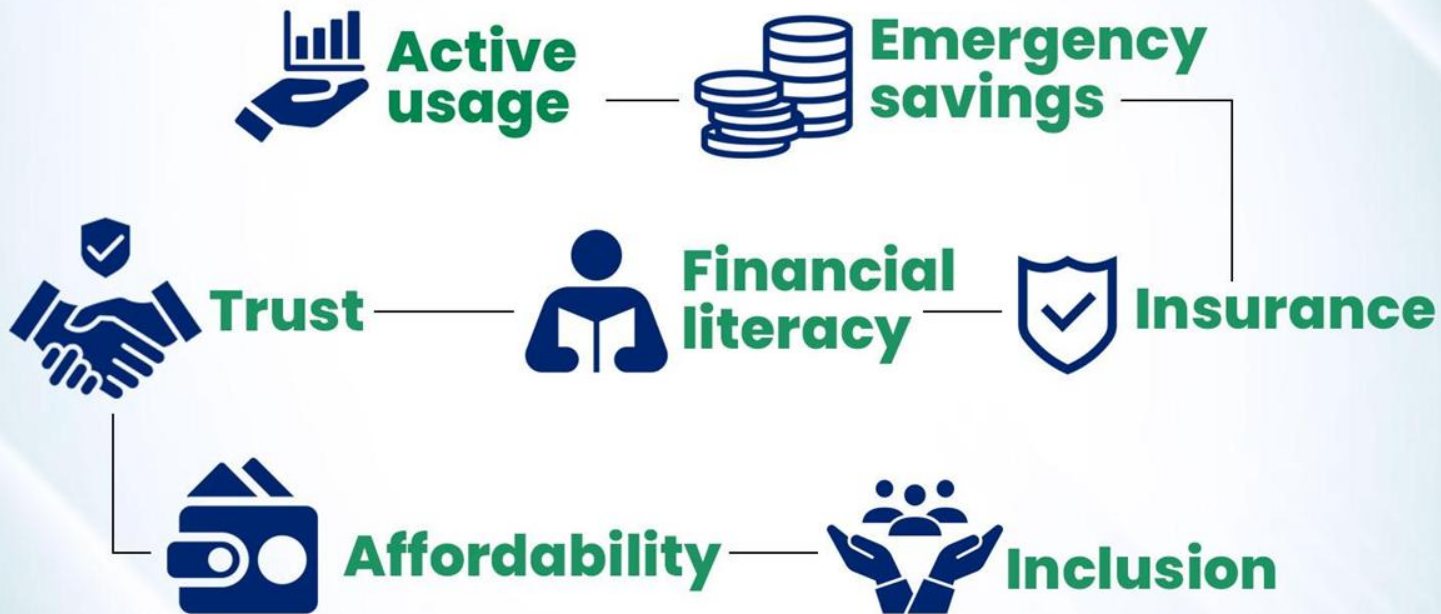 Active
usage
Emergency
savings
Trust
Financial
literacy
Insurance
Affordability
Inclusion